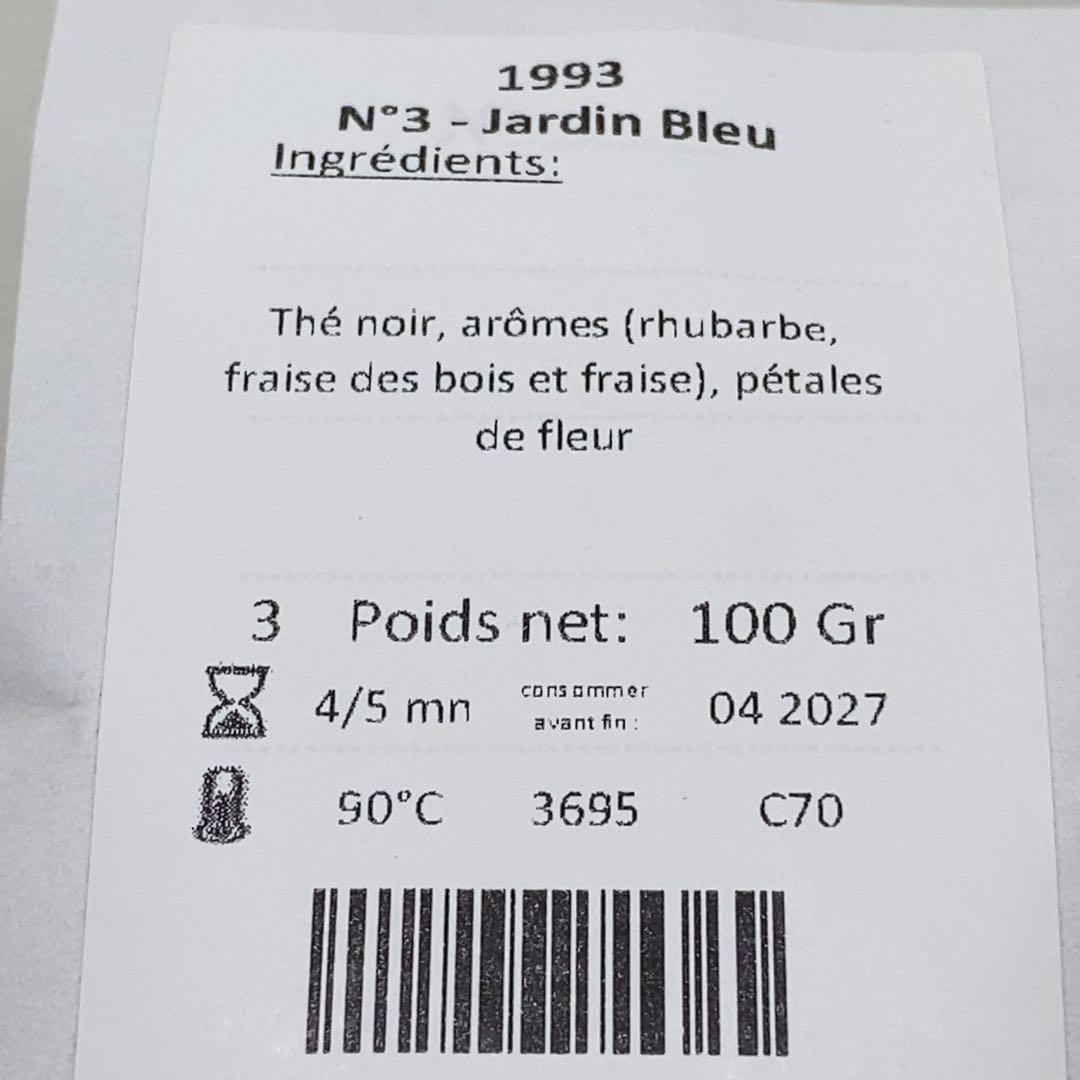 1993
N°3 - Jardin Bleu
Ingrédients:
Thé noir, arômes (rhubarbe,
fraise des bois et fraise), pétales
de fleur
3 Poids net: 100 Gr
4/5 mn consommer avant fin : 04 2027
90°C 3695 C70